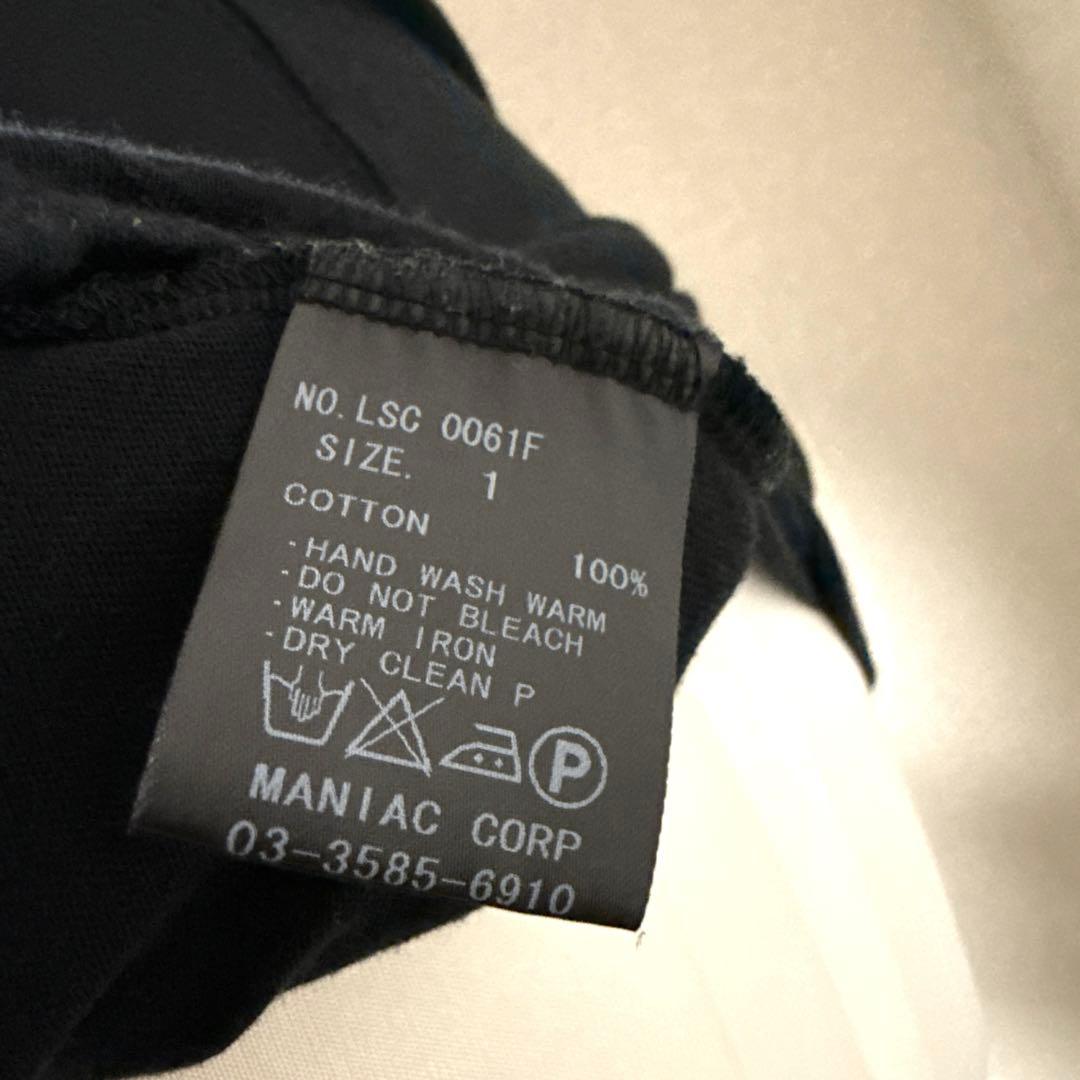 NO. LSC 0061F
SIZE. 1
COTTON 100%
·HAND WASH WARM
·DO NOT BLEACH
·WARM IRON
·DRY CLEAN P
P
MANIAC CORP
03-3585-6910